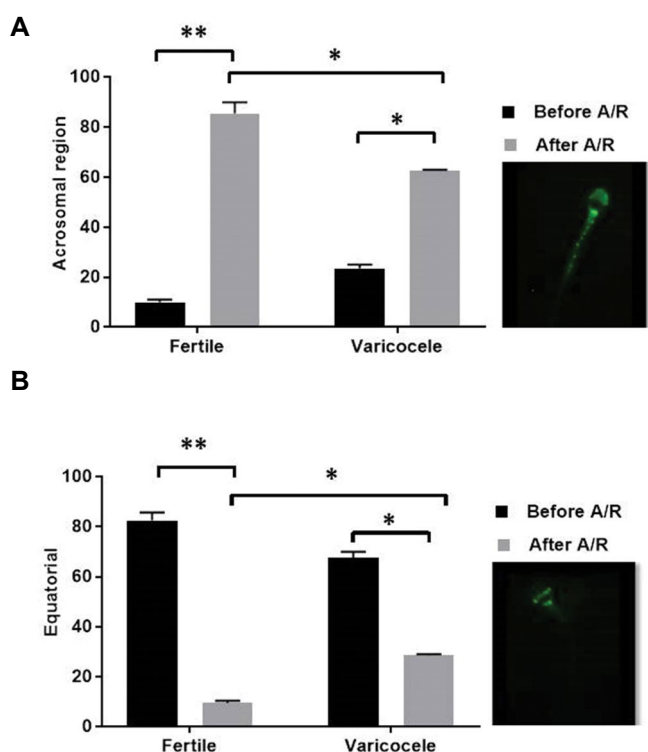 A
**
*
*
100
80
60
40
20
0
Acrosomal region
Fertile
Varicocele
Before A/R
After A/R
B
**
*
*
100
80
60
40
20
0
Equatorial
Fertile
Varicocele
Before A/R
After A/R